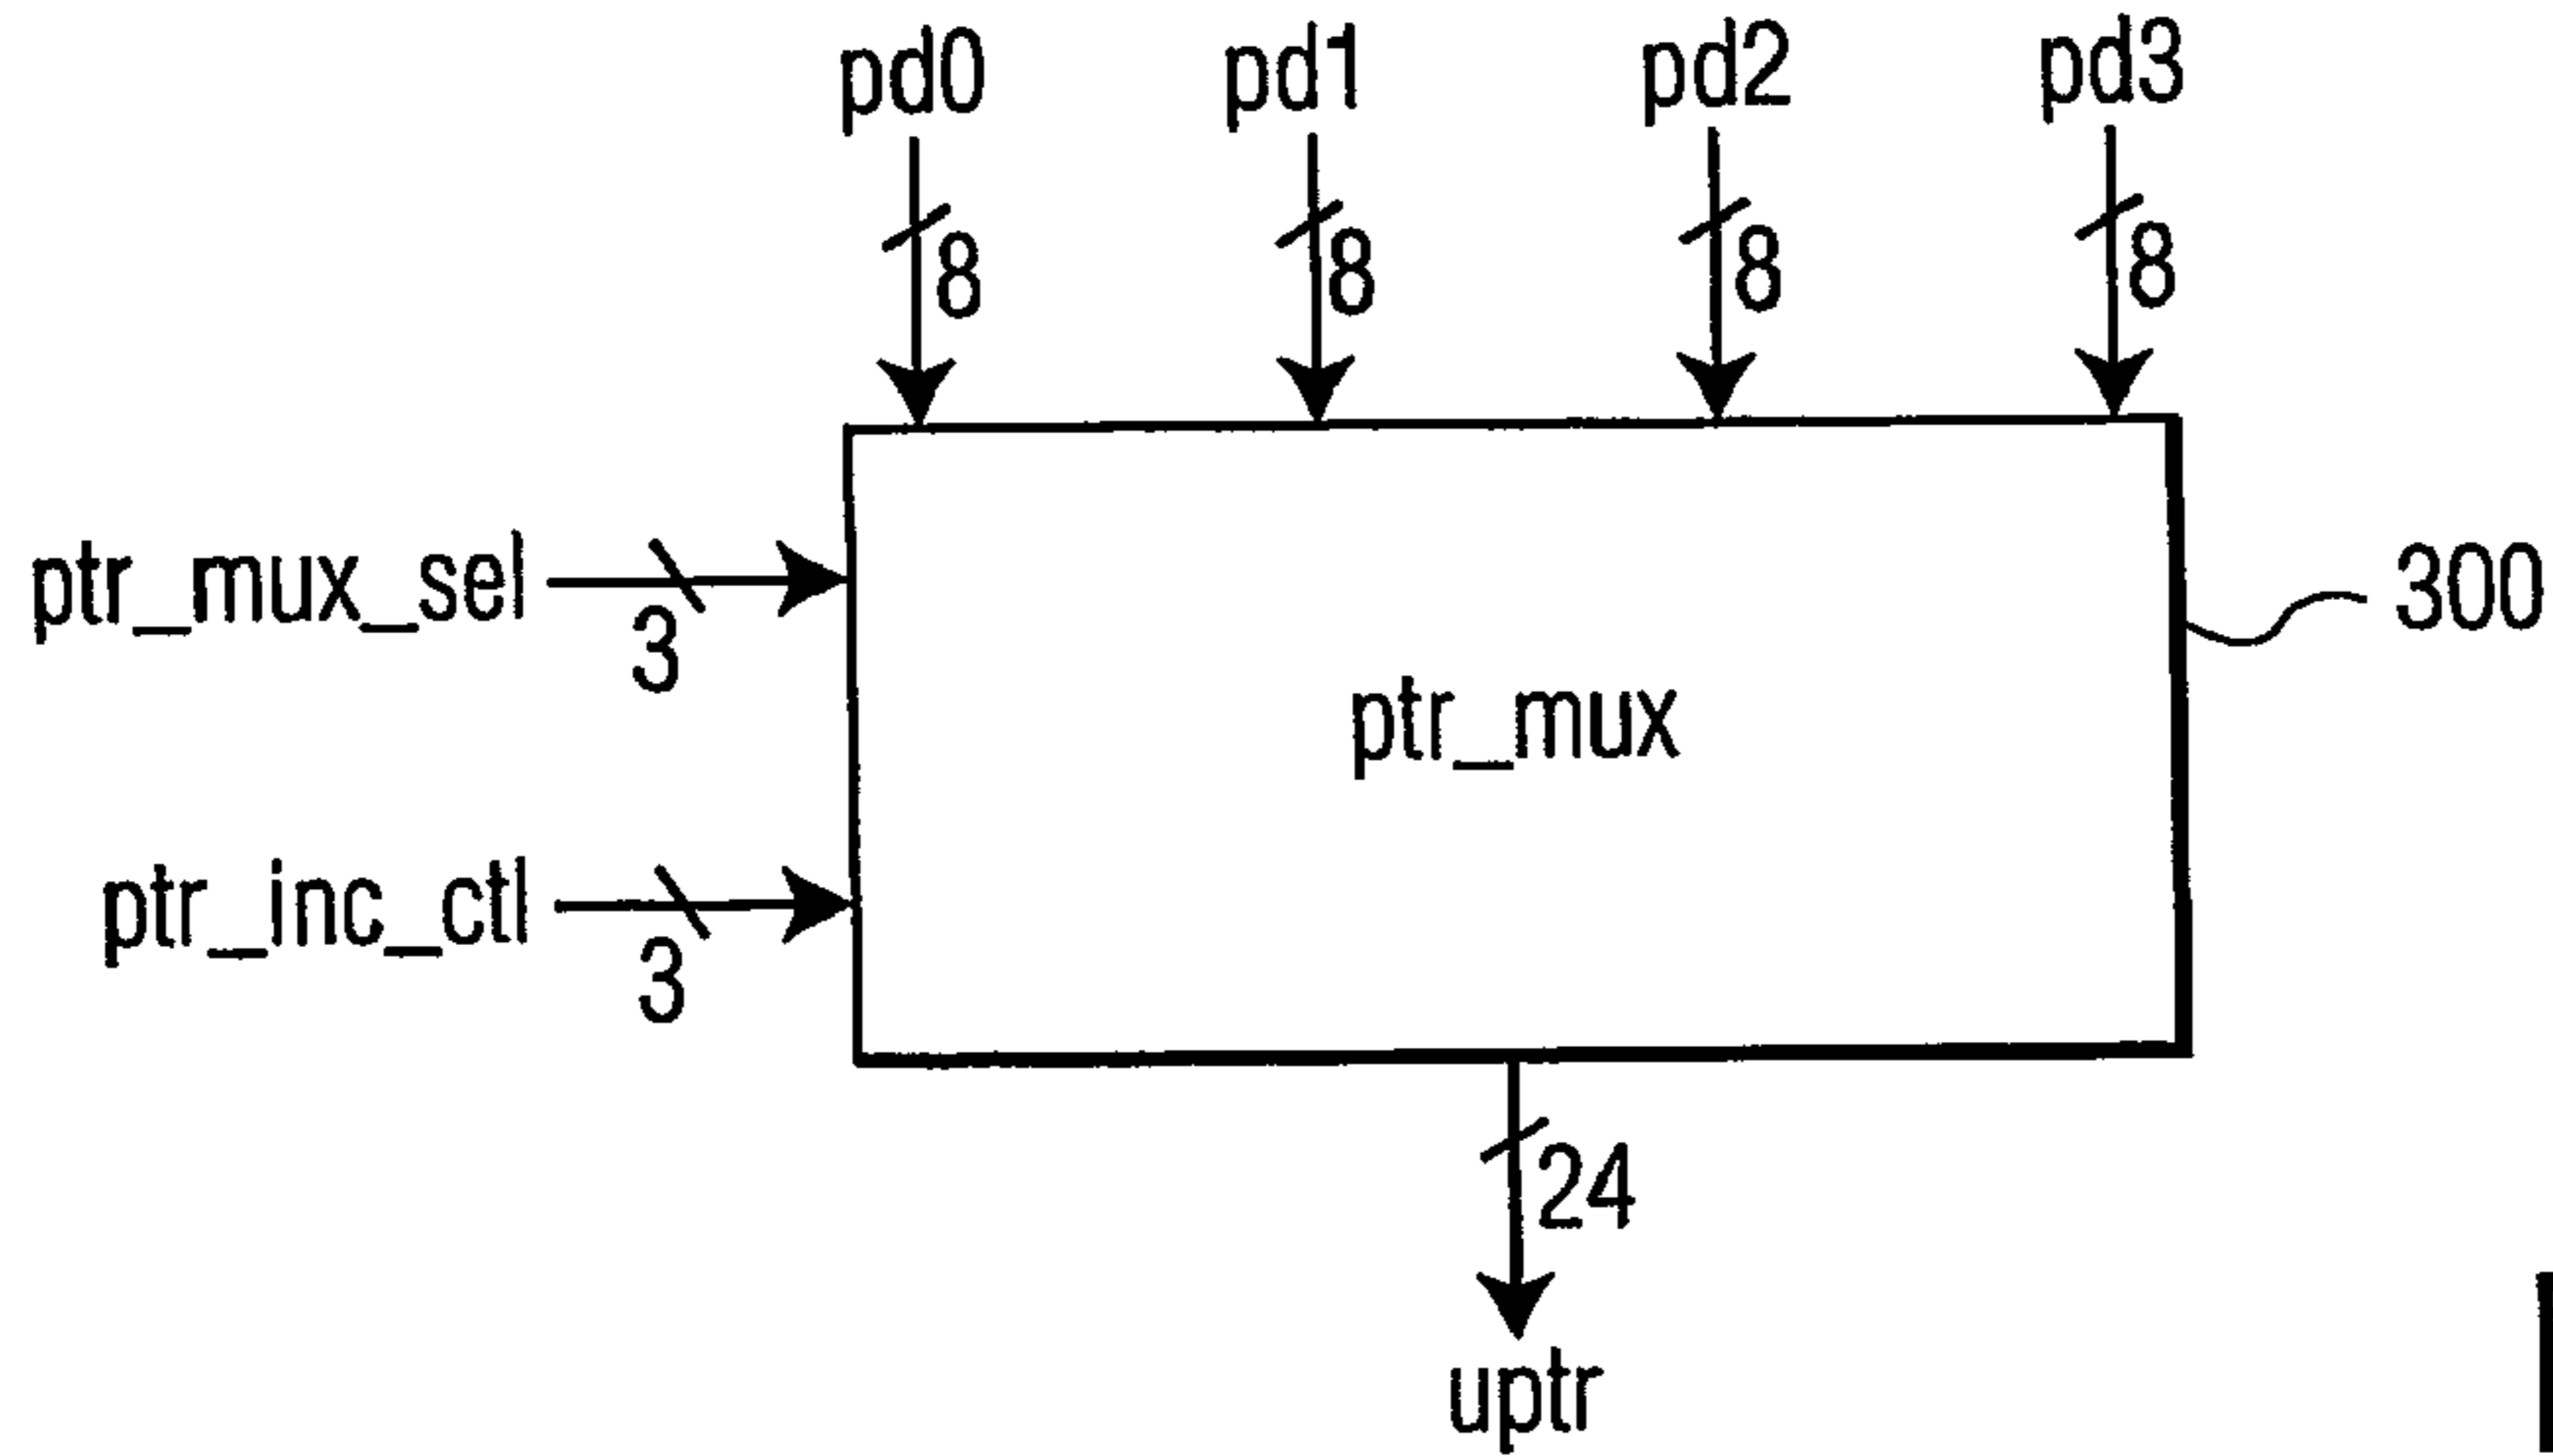 pd0 pd1 pd2 pd3
8 8 8 8
ptr_mux_sel
3
300
ptr_mux
ptr_inc_ctl
3
24
uptr